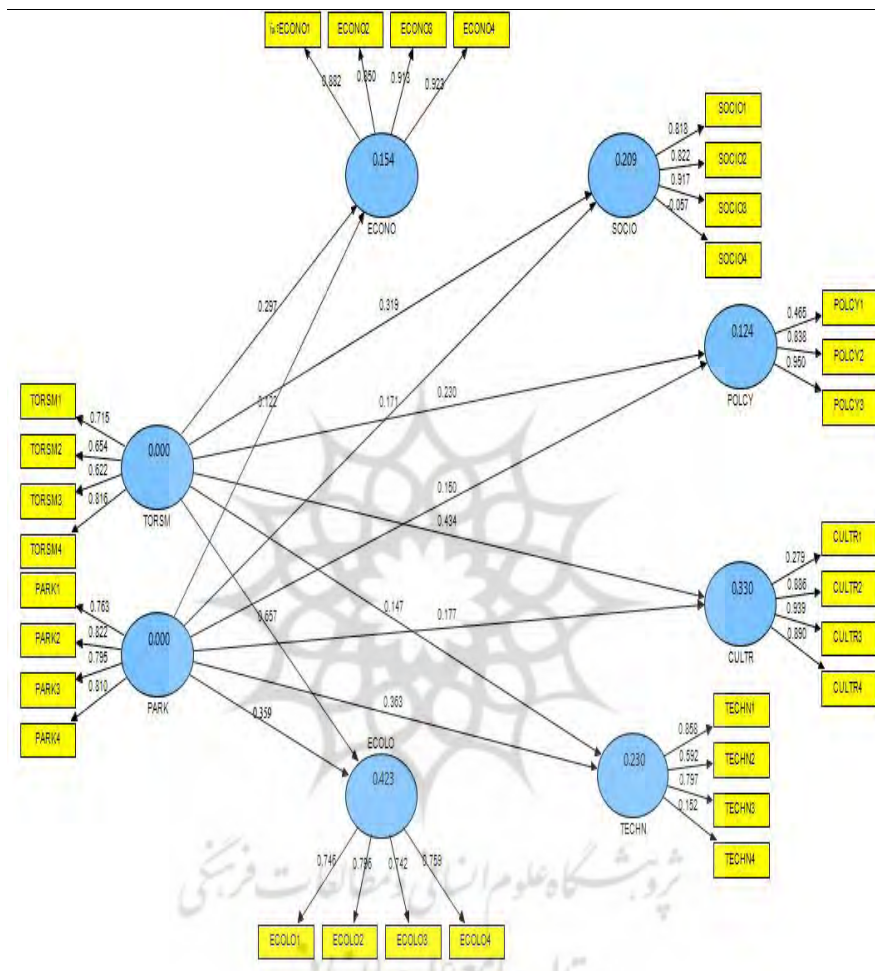 ECONO1 ECONO2 ECONO3 ECONO4
0.882 0.850 0.913 0.923
0.154
ECONO
0.209
SOCIO
0.818
0.822
0.917
-0.057
SOCIO1
SOCIO2
SOCIO3
SOCIO4
0.297
0.319
0.122
0.171
0.230
0.124
POLCY
0.465
0.838
0.950
POLCY1
POLCY2
POLCY3
TORSM1
TORSM2
TORSM3
TORSM4
0.715
0.654
0.622
0.816
0.000
TORSM
0.150
0.434
PARK1
PARK2
PARK3
PARK4
0.763
0.822
0.795
0.810
0.000
PARK
0.657
0.147
0.177
0.330
CULTR
0.279
0.886
0.939
0.890
CULTR1
CULTR2
CULTR3
CULTR4
0.359
0.363
ECOLO
0.423
0.230
TECHN
0.858
0.592
0.797
0.152
TECHN1
TECHN2
TECHN3
TECHN4
0.746 0.742 0.759
ECOLO1 ECOLO2 ECOLO3 ECOLO4
پژوهشگاه علوم انسانی و مطالعات فرهنگی